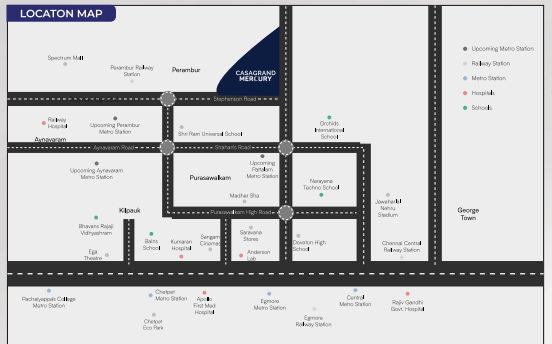 LOCATON MAP
Spectrum Mall
Perambur Railway
Station
Perambur
CASAGRAND
MERCURY
Upcoming Metro Station
Railway Station
Metro Station
Hospitals
Schools
Stephenson Road
Railway
Hospital
Upcoming Perambur
Metro Station
Shri Ram Universal School
Orchids
International
School
Aynavaram
Aynavaram Road
Strahans Road
Upcoming Aynavaram
Metro Station
Upcoming
Pattalam
Metro Station
Purasawalkam
Narayana
Techno School
Madhar Sha
Jawaharlal
Nehru
Stadium
Kilpauk
Purasawalkam High Road
George
Town
Bhavans Rajaji
Vidhyashram
Bains
School
Kumaran
Hospital
Sangam
Cinemas
Saravana
Stores
Doveton High
School
Chennai Central
Railway Station
Ega
Theatre
Anderson
Lab
Pachaiyappa's College
Metro Station
Chetpet
Metro Station
Apollo
First Med
Hospital
Egmore
Metro Station
Central
Metro Station
Rajiv Gandhi
Govt. Hospital
Chetpet
Eco Park
Egmore
Railway Station